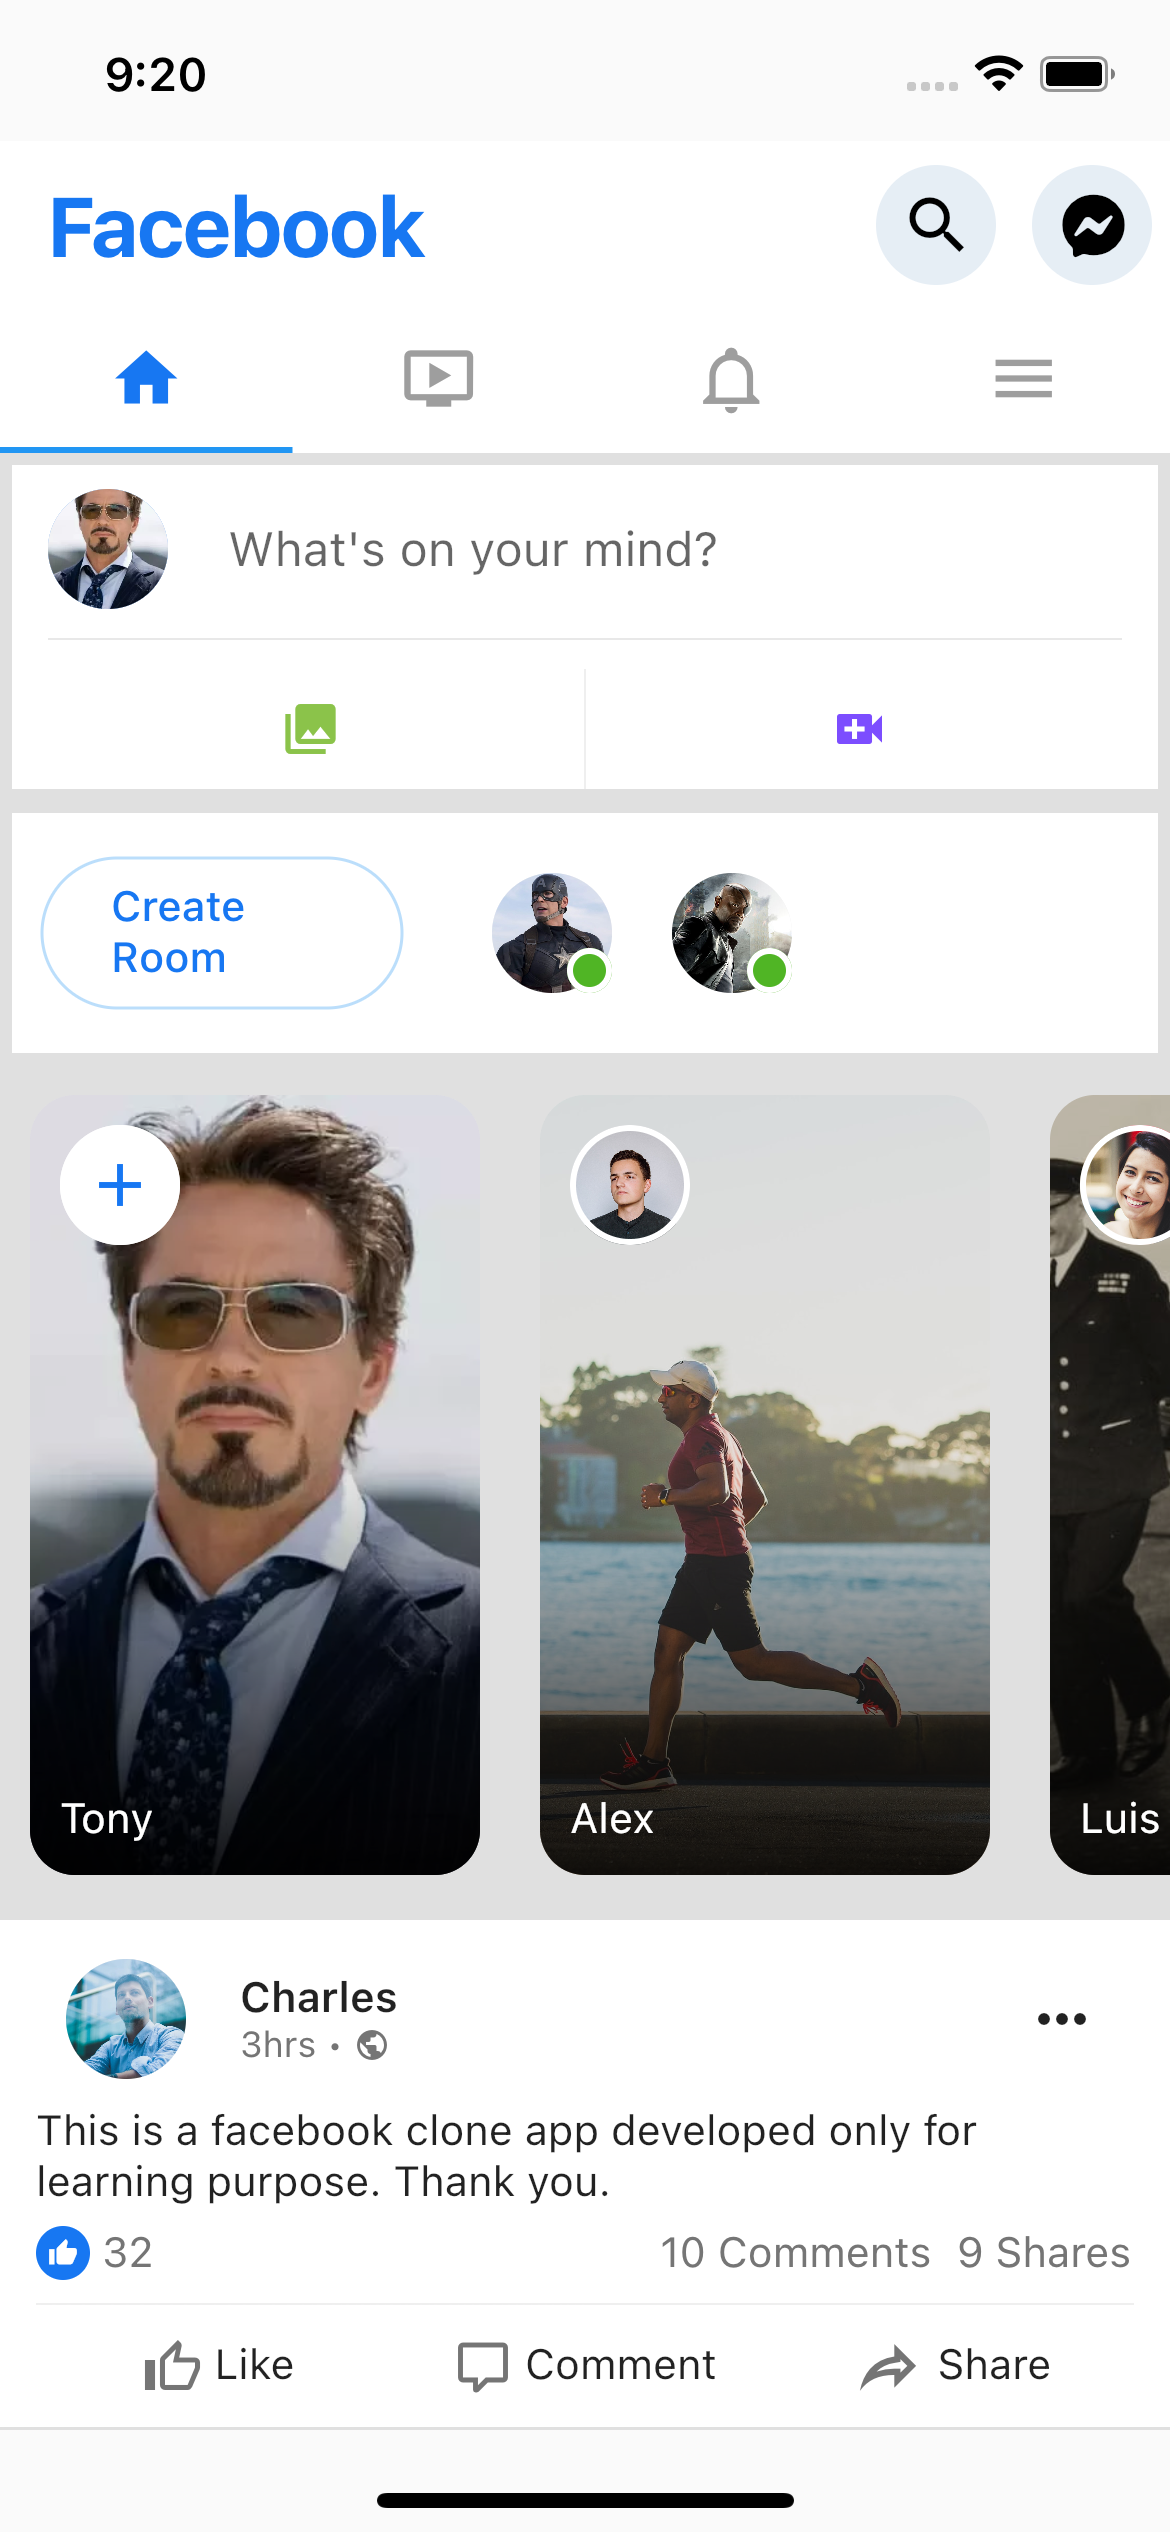 9:20
Facebook
What's on your mind?
Create
Room
Tony
Alex
Luis
Charles
3hrs •
This is a facebook clone app developed only for
learning purpose. Thank you.
32
10 Comments 9 Shares
Like
Comment
Share